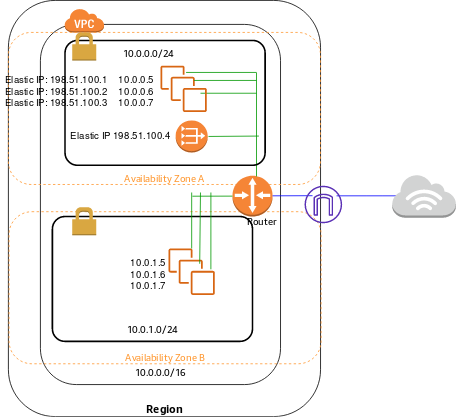 VPC
10.0.0.0/24
Elastic IP: 198.51.100.1 10.0.0.5
Elastic IP: 198.51.100.2 10.0.0.6
Elastic IP: 198.51.100.3 10.0.0.7
Elastic IP 198.51.100.4
Availability Zone A
Router
10.0.1.5
10.0.1.6
10.0.1.7
10.0.1.0/24
Availability Zone B
10.0.0.0/16
Region